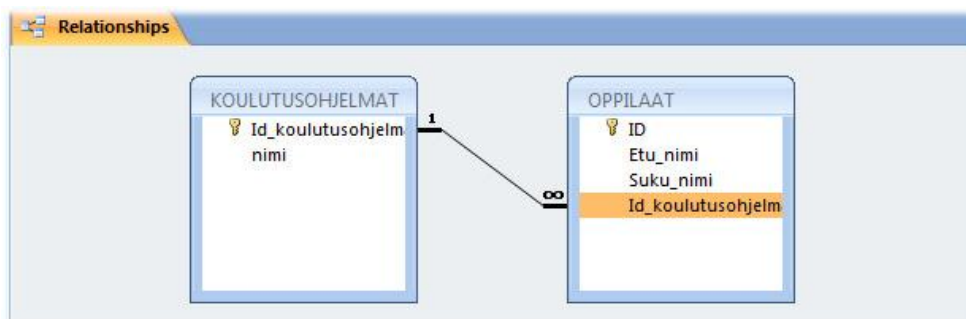 Relationships
KOULUTUSOHJELMAT
Id_koulutusohjelm
nimi
1
∞
OPPILAAT
ID
Etu_nimi
Suku_nimi
Id_koulutusohjelm